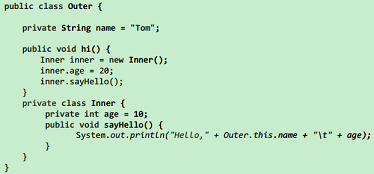 public class Outer {
private String name = "Tom";
public void hi() {
Inner inner = new Inner();
inner.age = 20;
inner.sayHello();
}
private class Inner {
private int age = 10;
public void sayHello() {
System.out.println("Hello," + Outer.this.name + "\t" + age);
}
}
}